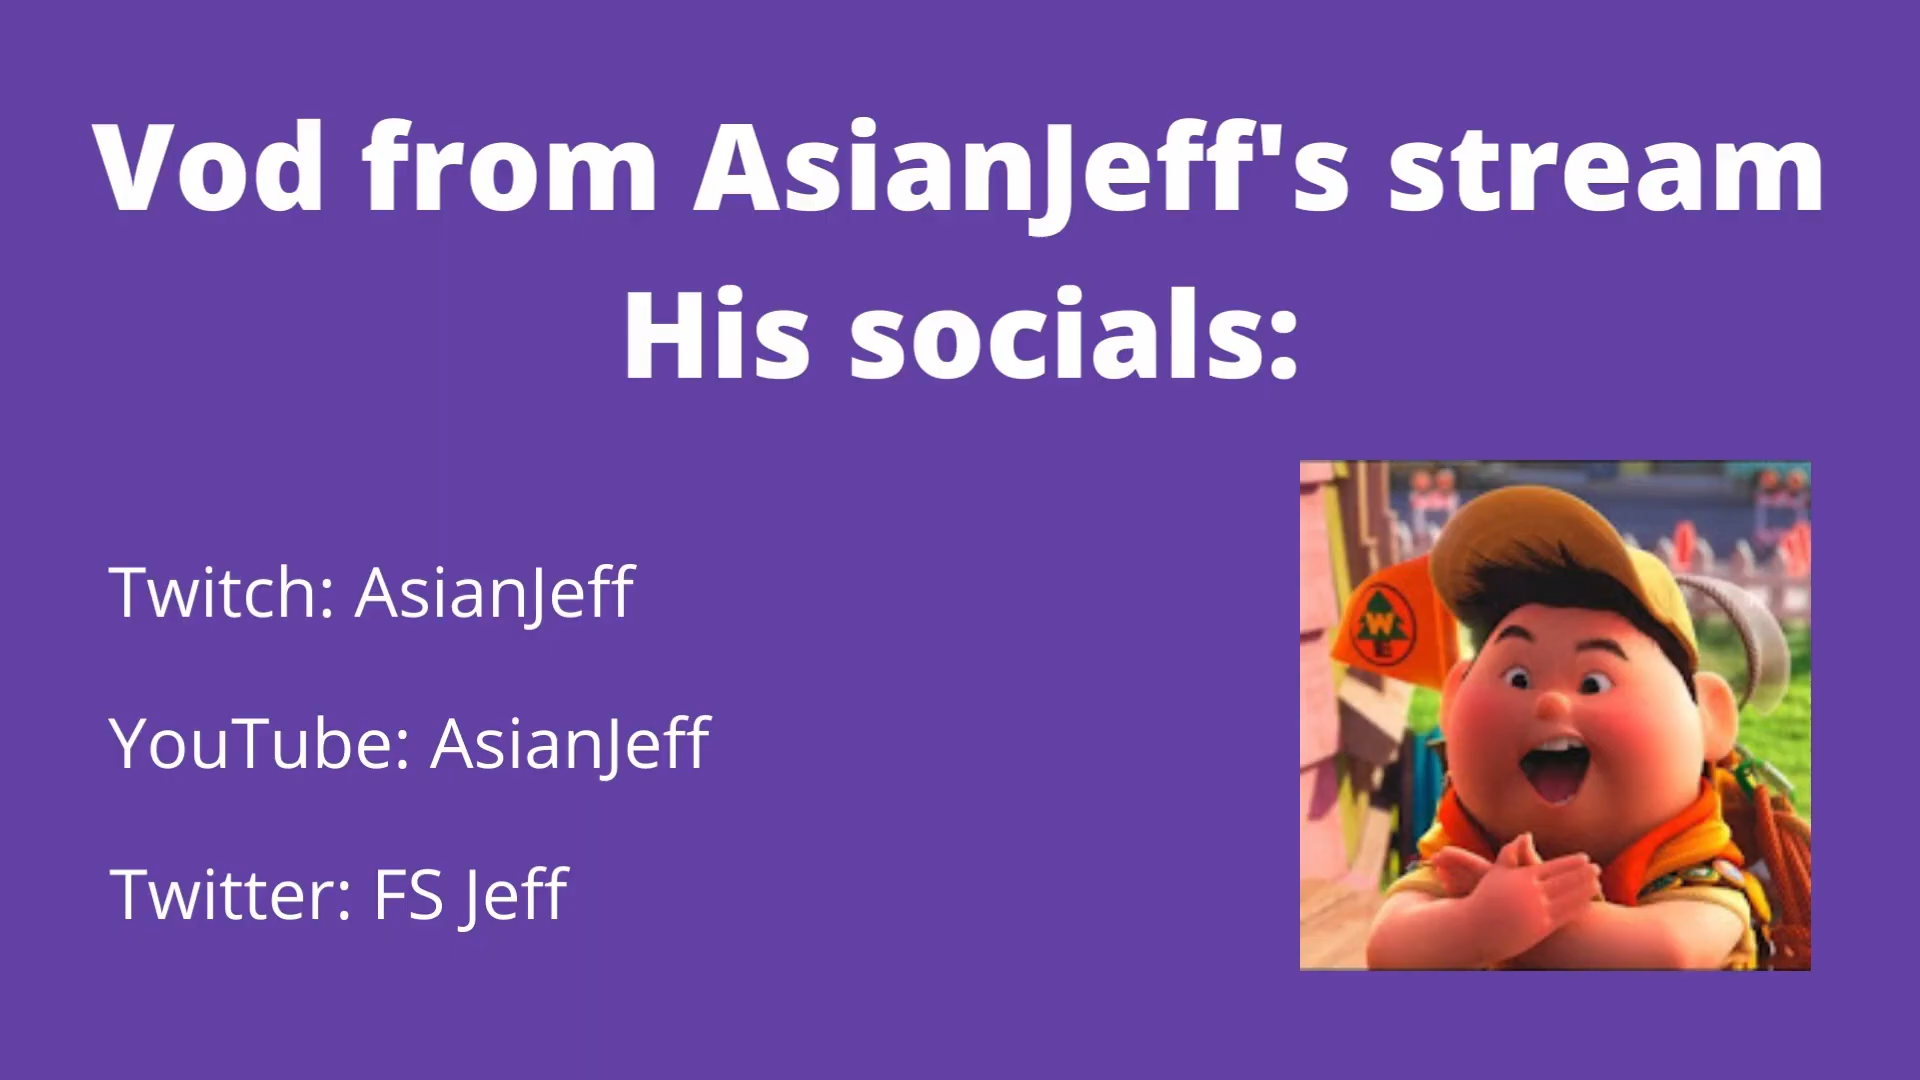 Vod from AsianJeff's stream
His socials:
Twitch: AsianJeff
YouTube: AsianJeff
Twitter: FS Jeff
W
E